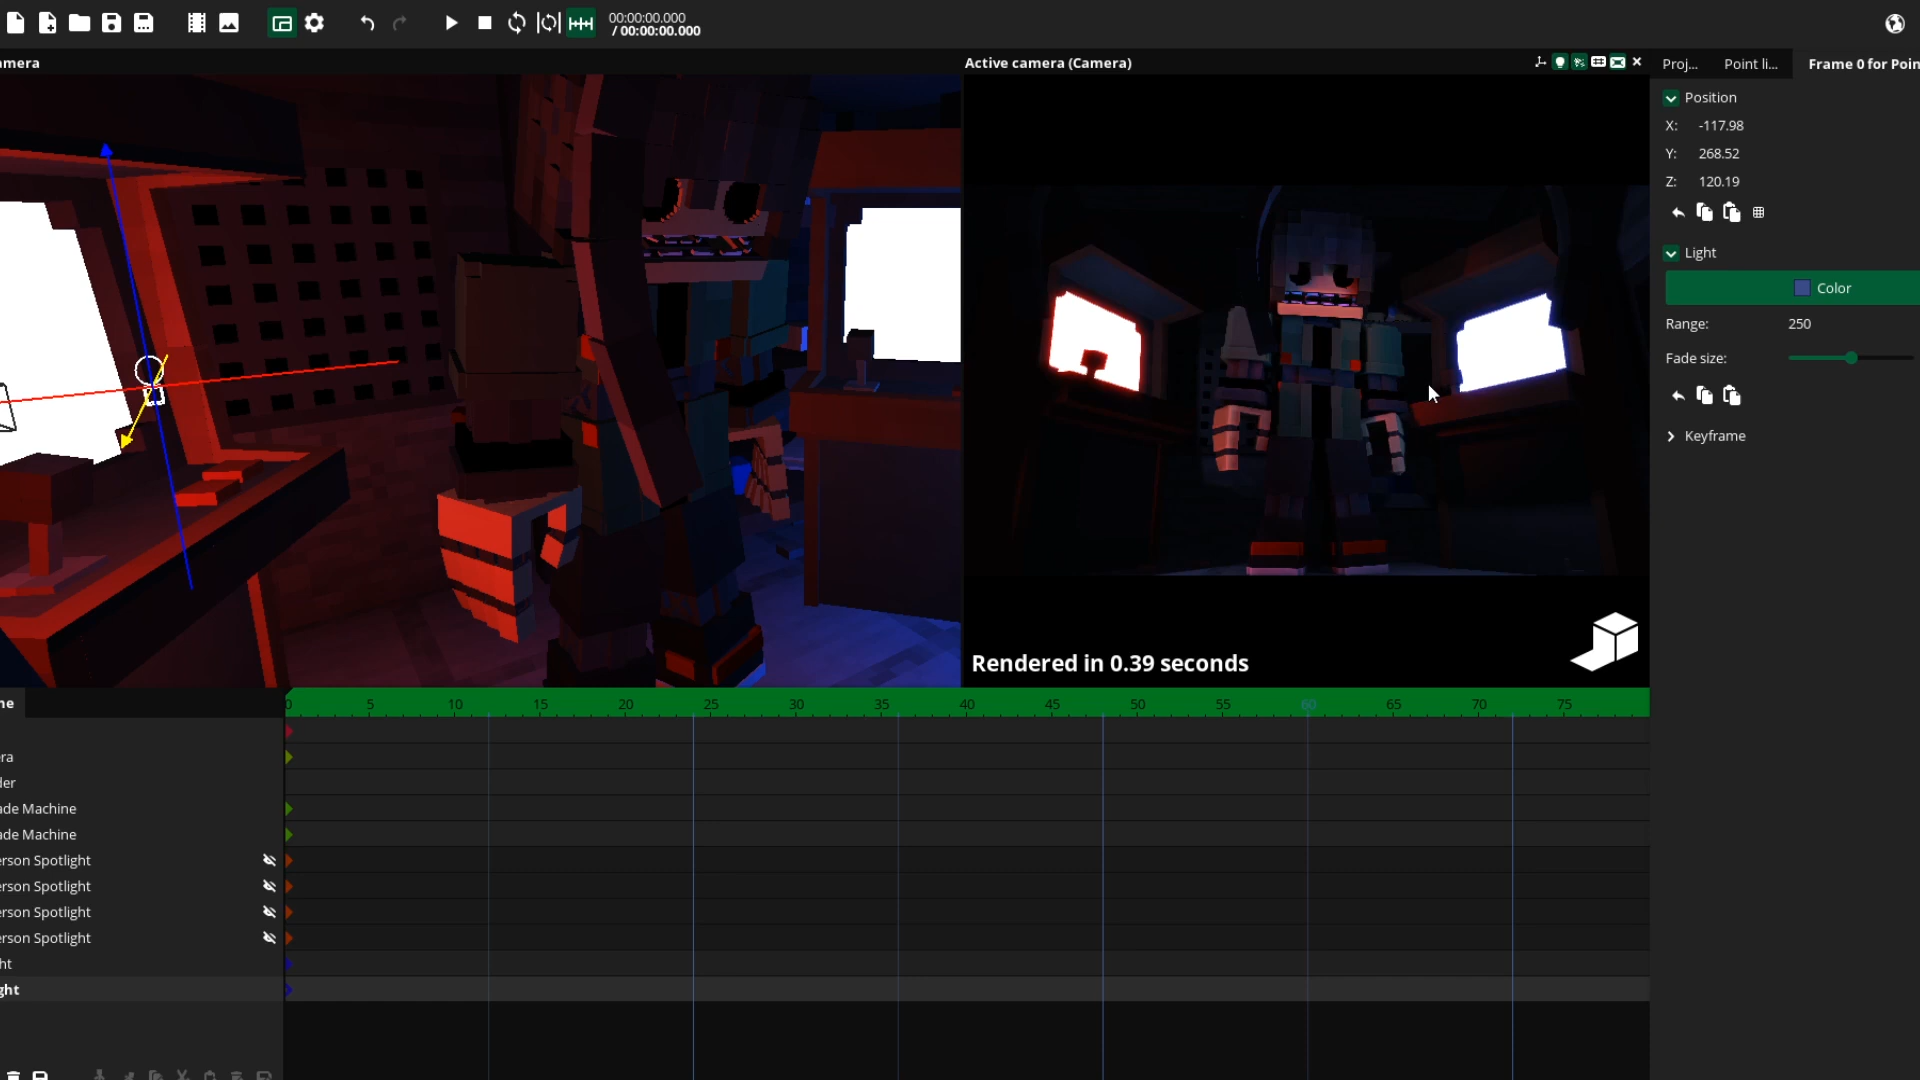 00:00:00.000
/ 00:00:00.000
amera
Active camera (Camera)
Proj...
Point li...
Frame 0 for Poin
Position
X: -117.98
Y: 268.52
Z: 120.19
Light
Color
Range: 250
Fade size:
Keyframe
Rendered in 0.39 seconds
ne
0 5 10 15 20 25 30 35 40 45 50 55 60 65 70 75
era
der
ade Machine
ade Machine
erson Spotlight
erson Spotlight
erson Spotlight
erson Spotlight
ht
ght